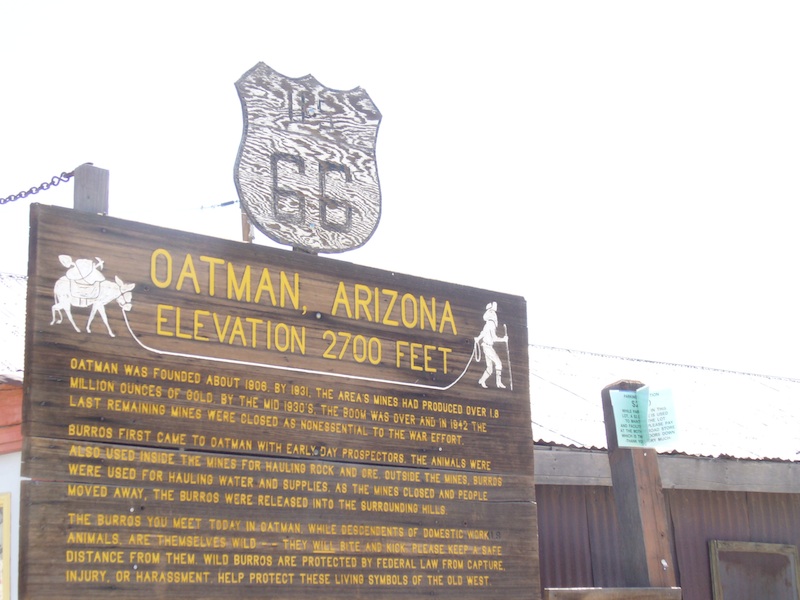 US
66
OATMAN, ARIZONA
ELEVATION 2700 FEET
OATMAN WAS FOUNDED ABOUT 1906. BY 1931, THE AREA'S MINES HAD PRODUCED OVER 1.8
MILLION OUNCES OF GOLD. BY THE MID 1930'S, THE BOOM WAS OVER AND IN 1942 THE
LAST REMAINING MINES WERE CLOSED AS NONESSENTIAL TO THE WAR EFFORT.
BURROS FIRST CAME TO OATMAN WITH EARLY DAY PROSPECTORS. THE ANIMALS WERE
ALSO USED INSIDE THE MINES FOR HAULING ROCK AND ORE. OUTSIDE THE MINES, BURROS
WERE USED FOR HAULING WATER AND SUPPLIES. AS THE MINES CLOSED AND PEOPLE
MOVED AWAY, THE BURROS WERE RELEASED INTO THE SURROUNDING HILLS.
THE BURROS YOU MEET TODAY IN OATMAN, WHILE DESCENDENTS OF DOMESTIC WORK
ANIMALS, ARE THEMSELVES WILD -- THEY WILL BITE AND KICK. PLEASE KEEP A SAFE
DISTANCE FROM THEM. WILD BURROS ARE PROTECTED BY FEDERAL LAW FROM CAPTURE,
INJURY, OR HARASSMENT. HELP PROTECT THESE LIVING SYMBOLS OF THE OLD WEST.